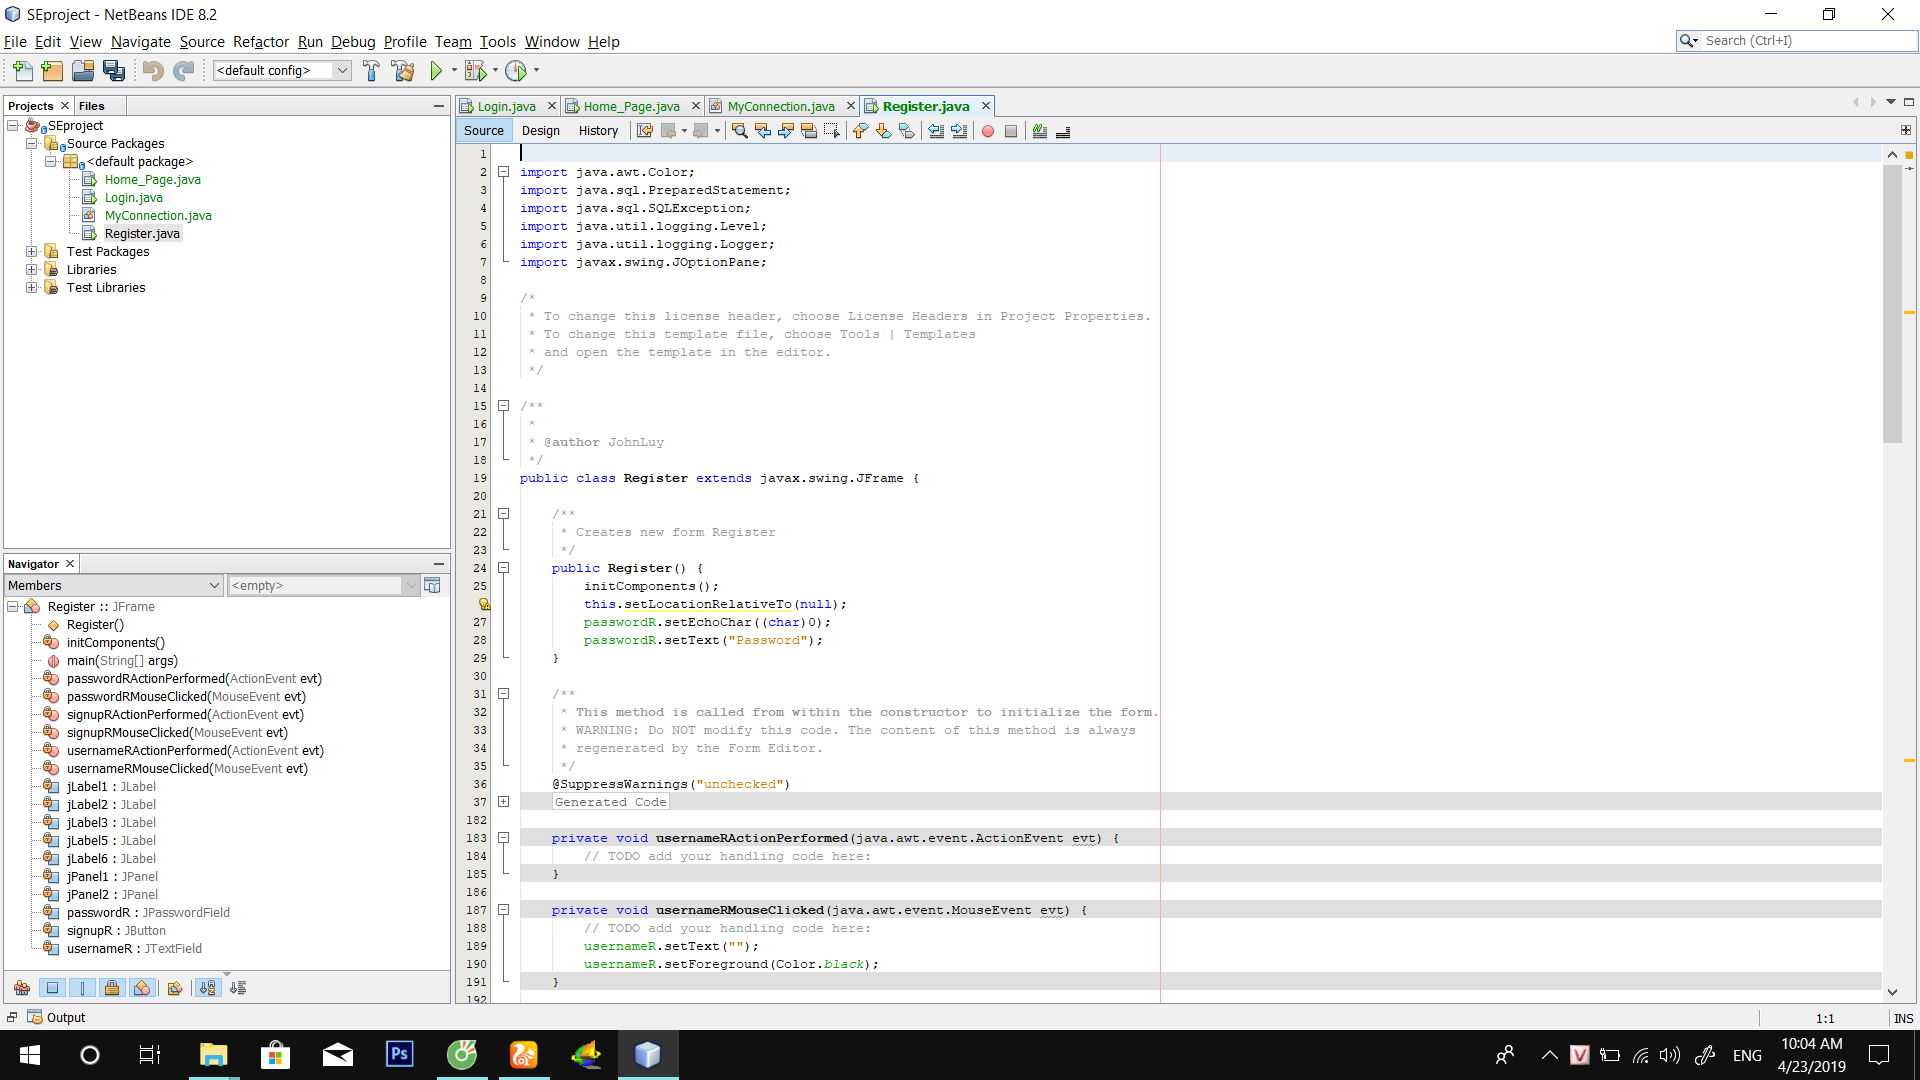 SEproject - NetBeans IDE 8.2
File Edit View Navigate Source Refactor Run Debug Profile Team Tools Window Help
Search (Ctrl+I)
<default config>
Projects Files
SEproject
Source Packages
<default package>
Home_Page.java
Login.java
MyConnection.java
Register.java
Test Packages
Libraries
Test Libraries
Navigator
Members
<empty>
Register :: JFrame
Register()
initComponents()
main(String[] args)
passwordRActionPerformed(ActionEvent evt)
passwordRMouseClicked(MouseEvent evt)
signupRActionPerformed(ActionEvent evt)
signupRMouseClicked(MouseEvent evt)
usernameRActionPerformed(ActionEvent evt)
usernameRMouseClicked(MouseEvent evt)
jLabel1 : JLabel
jLabel2 : JLabel
jLabel3 : JLabel
jLabel5 : JLabel
jLabel6 : JLabel
jPanel1 : JPanel
jPanel2 : JPanel
passwordR : JPasswordField
signupR : JButton
usernameR : JTextField
Login.java Home_Page.java MyConnection.java Register.java
Source Design History
1
2 import java.awt.Color;
3 import java.sql.PreparedStatement;
4 import java.sql.SQLException;
5 import java.util.logging.Level;
6 import java.util.logging.Logger;
7 import javax.swing.JOptionPane;
8
9 /*
10 * To change this license header, choose License Headers in Project Properties.
11 * To change this template file, choose Tools | Templates
12 * and open the template in the editor.
13 */
14
15 /**
16 *
17 * @author JohnLuy
18 */
19 public class Register extends javax.swing.JFrame {
20
21 /**
22 * Creates new form Register
23 */
24 public Register() {
25 initComponents();
this.setLocationRelativeTo(null);
27 passwordR.setEchoChar((char)0);
28 passwordR.setText("Password");
29 }
30
31 /**
32 * This method is called from within the constructor to initialize the form.
33 * WARNING: Do NOT modify this code. The content of this method is always
34 * regenerated by the Form Editor.
35 */
36 @SuppressWarnings("unchecked")
37 Generated Code
182
183 private void usernameRActionPerformed(java.awt.event.ActionEvent evt) {
184 // TODO add your handling code here:
185 }
186
187 private void usernameRMouseClicked(java.awt.event.MouseEvent evt) {
188 // TODO add your handling code here:
189 usernameR.setText("");
190 usernameR.setForeground(Color.black);
191 }
192
Output
1:1 INS
Ps
V
ENG
10:04 AM
4/23/2019